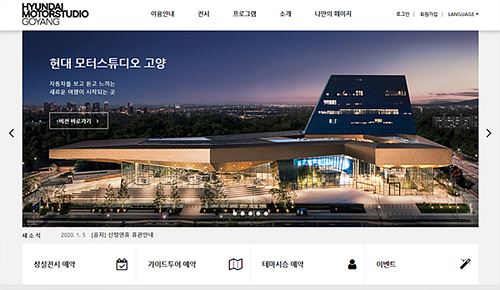 HYUNDAI
MOTORSTUDIO
GOYANG
이용안내 전시 프로그램 소개 나만의 페이지
로그인 | 회원가입 | LANGUAGE
현대 모터스튜디오 고양
자동차를 보고 듣고 느끼는
새로운 여행이 시작되는 곳
비전 바로가기 >
새소식 2020. 1. 5 [공지] 신정연휴 휴관안내
상설전시 예약 가이드투어 예약 테마시승 예약 이벤트